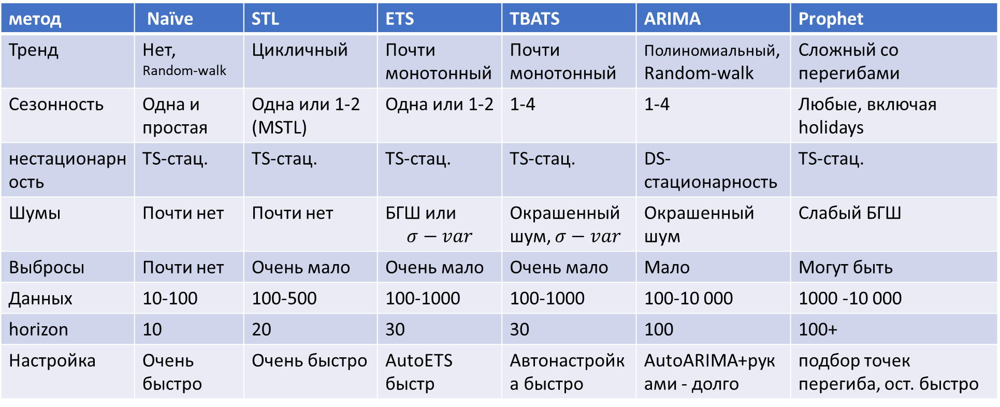 метод Naïve STL ETS TBATS ARIMA Prophet
Тренд Нет, Цикличный Почти Почти Полиномиальный, Сложный со
Random-walk монотонный монотонный Random-walk перегибами
Сезонность Одна и Одна или 1-2 Одна или 1-2 1-4 1-4 Любые, включая
простая (MSTL) holidays
нестационарн TS-стац. TS-стац. TS-стац. TS-стац. DS- TS-стац.
ость стационарность
Шумы Почти нет Почти нет БГШ или Окрашенный Окрашенный Слабый БГШ
σ − var шум, σ − var шум
Выбросы Почти нет Очень мало Очень мало Очень мало Мало Могут быть
Данных 10-100 100-500 100-1000 100-1000 100-10 000 1000 -10 000
horizon 10 20 30 30 100 100+
Настройка Очень Очень быстро AutoETS Автонастройк AutoARIMA+рук подбор точек
быстро быстр а быстро ами - долго перегиба, ост. быстро